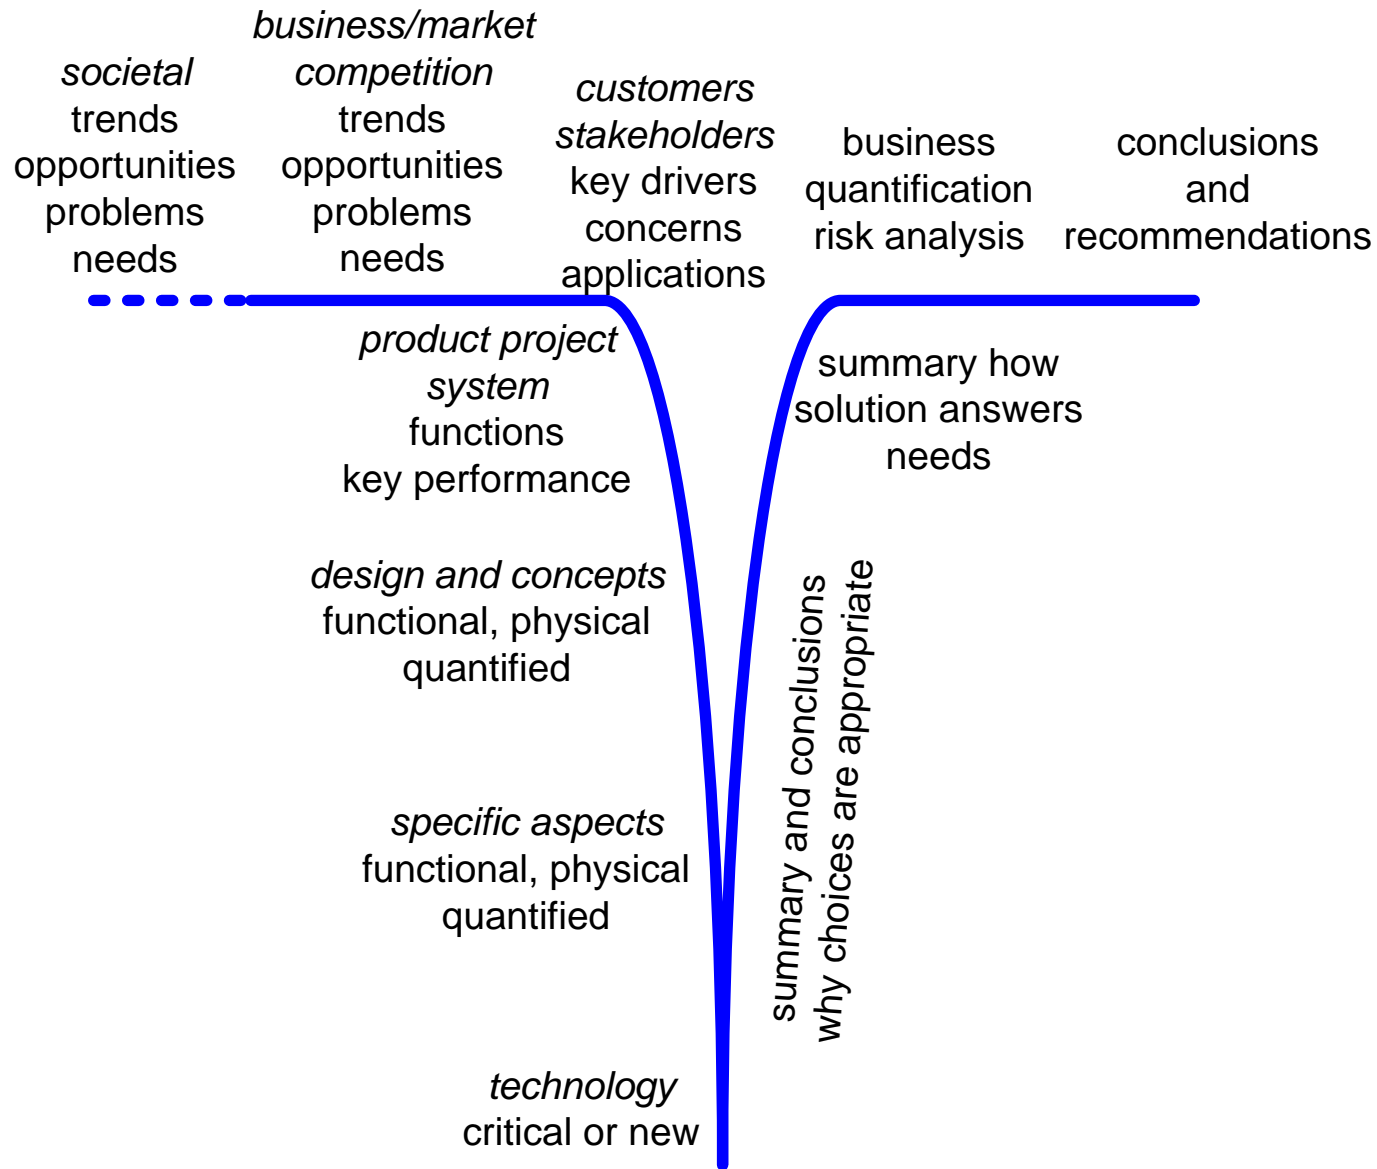 societal
trends
opportunities
problems
needs
business/market
competition
trends
opportunities
problems
needs
customers
stakeholders
key drivers
concerns
applications
business
quantification
risk analysis
conclusions
and
recommendations
product project
system
functions
key performance
summary how
solution answers
needs
design and concepts
functional, physical
quantified
specific aspects
functional, physical
quantified
summary and conclusions
why choices are appropriate
technology
critical or new